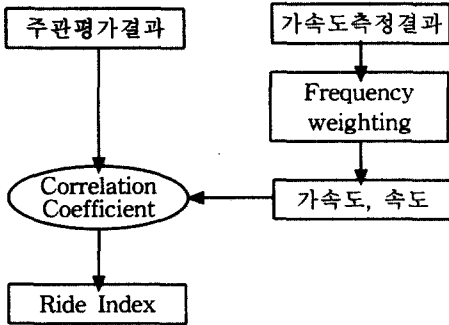 주관평가결과
가속도측정결과
Frequency
weighting
Correlation
Coefficient
가속도, 속도
Ride Index